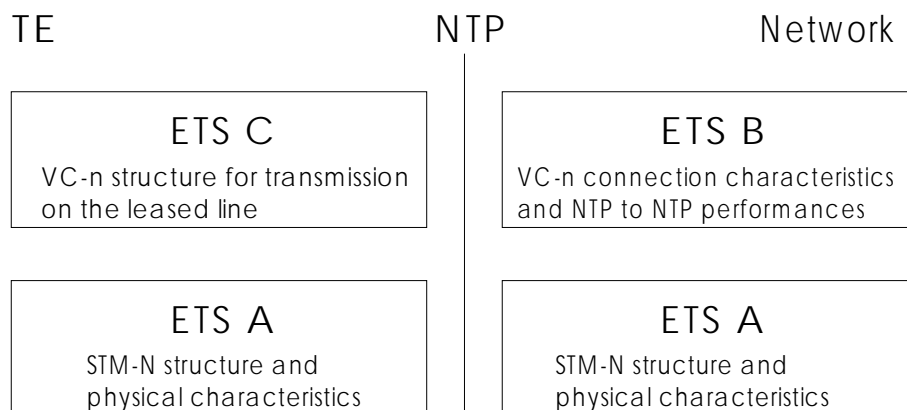 TE NTP Network
ETS C
VC-n structure for transmission
on the leased line
ETS B
VC-n connection characteristics
and NTP to NTP performances
ETS A
STM-N structure and
physical characteristics
ETS A
STM-N structure and
physical characteristics